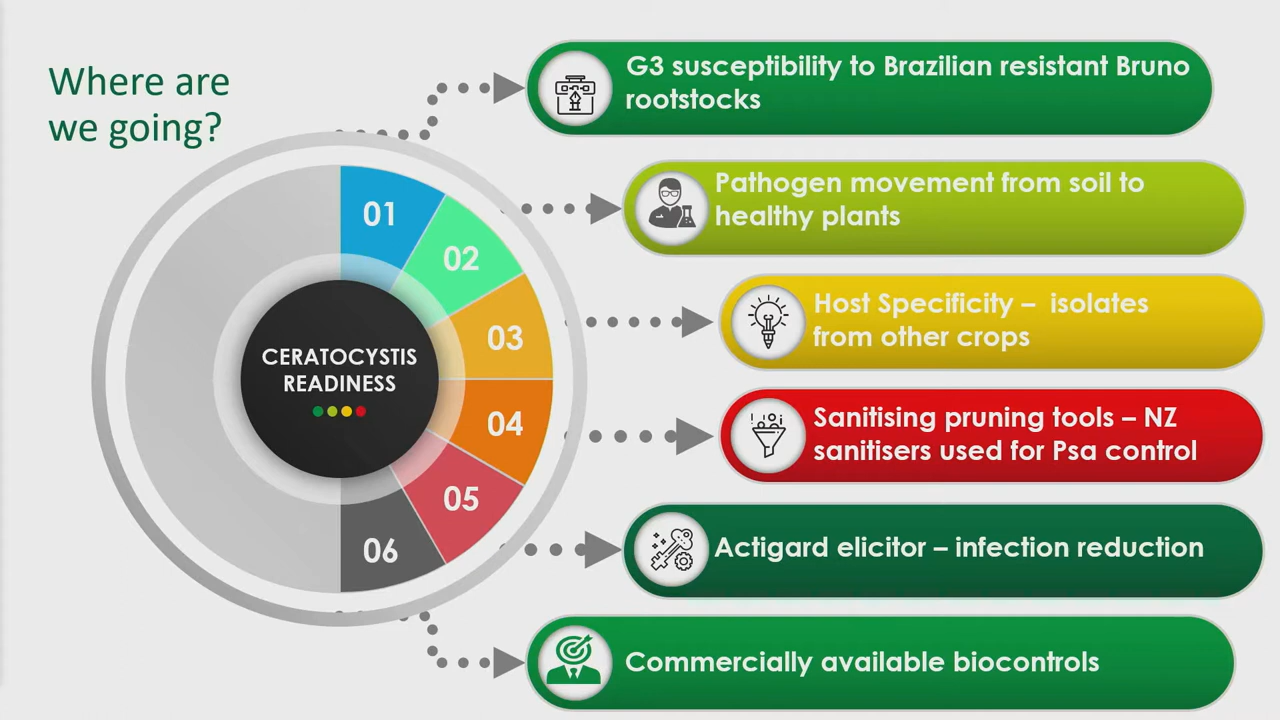 Where are
we going?
CERATOCYSTIS
READINESS
01
G3 susceptibility to Brazilian resistant Bruno
rootstocks
02
Pathogen movement from soil to
healthy plants
03
Host Specificity – isolates
from other crops
04
Sanitising pruning tools – NZ
sanitisers used for Psa control
05
Actigard elicitor – infection reduction
06
Commercially available biocontrols